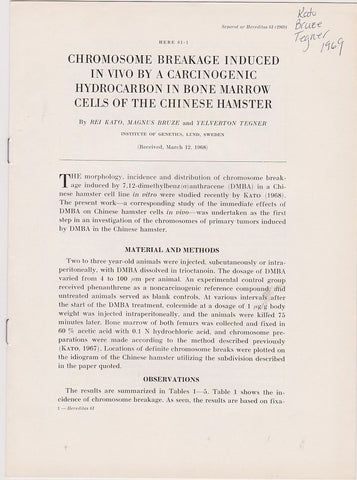 Separat ur Hereditas 61 (1969)
Kato
Bruze
Tegner
1969
HERE 61-1
CHROMOSOME BREAKAGE INDUCED
IN VIVO BY A CARCINOGENIC
HYDROCARBON IN BONE MARROW
CELLS OF THE CHINESE HAMSTER
By REI KATO, MAGNUS BRUZE and YELVERTON TEGNER
INSTITUTE OF GENETICS, LUND, SWEDEN
(Received, March 12, 1968)
THE morphology, incidence and distribution of chromosome break-
age induced by 7,12-dimethylbenz(α)anthracene (DMBA) in a Chi-
nese hamster cell line in vitro were studied recently by KATO (1968).
The present work—a corresponding study of the immediate effects of
DMBA on Chinese hamster cells in vivo—was undertaken as the first
step in an investigation of the chromosomes of primary tumors induced
by DMBA in the Chinese hamster.
MATERIAL AND METHODS
Two to three year-old animals were injected, subcutaneously or intra-
peritoneally, with DMBA dissolved in trioctanoin. The dosage of DMBA
varied from 4 to 100 μm per animal. An experimental control group
received phenanthrene as a noncarcinogenic reference compound, and
untreated animals served as blank controls. At various intervals after
the start of the DMBA treatment, colcemide at a dosage of 1 μg/g body
weight was injected intraperitoneally, and the animals were killed 75
minutes later. Bone marrow of both femurs was collected and fixed in
60 % acetic acid with 0.1 N hydrochloric acid, and chromosome pre-
parations were made according to the method described previously
(KATO, 1967). Locations of definite chromosome breaks were plotted on
the idiogram of the Chinese hamster utilizing the subdivision described
in the paper quoted.
OBSERVATIONS
The results are summarized in Tables 1—5. Table 1 shows the in-
cidence of chromosome breakage. As seen, the results are based on fixa-
1 — Hereditas 61